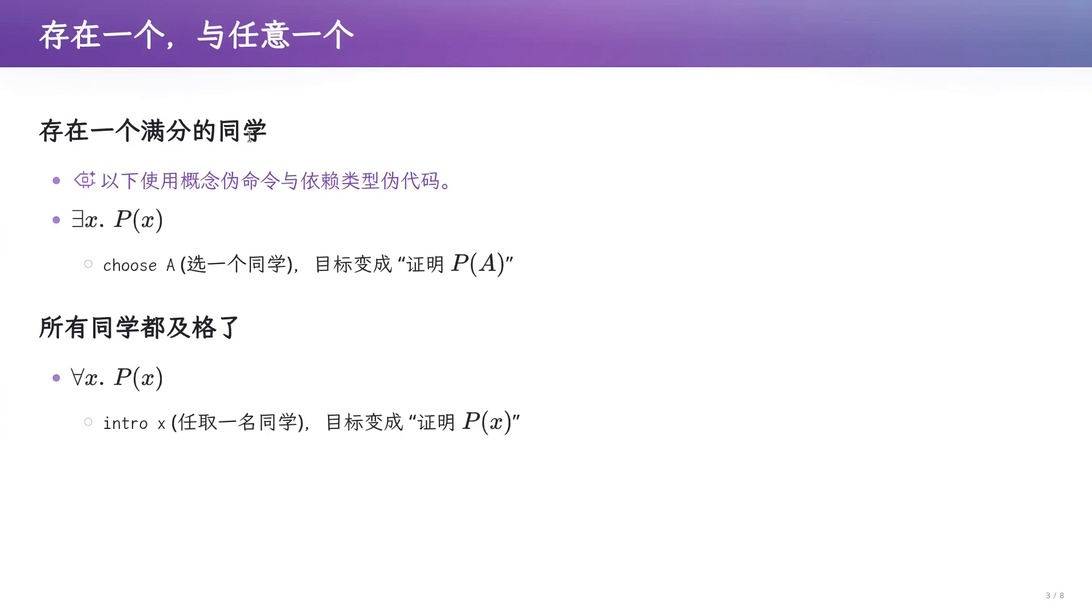 存在一个，与任意一个
存在一个满分的同学
以下使用概念伪命令与依赖类型伪代码。
∃x. P(x)
choose A (选一个同学)，目标变成 “证明 P(A)”
所有同学都及格了
∀x. P(x)
intro x (任取一名同学)，目标变成 “证明 P(x)”
3 / 8